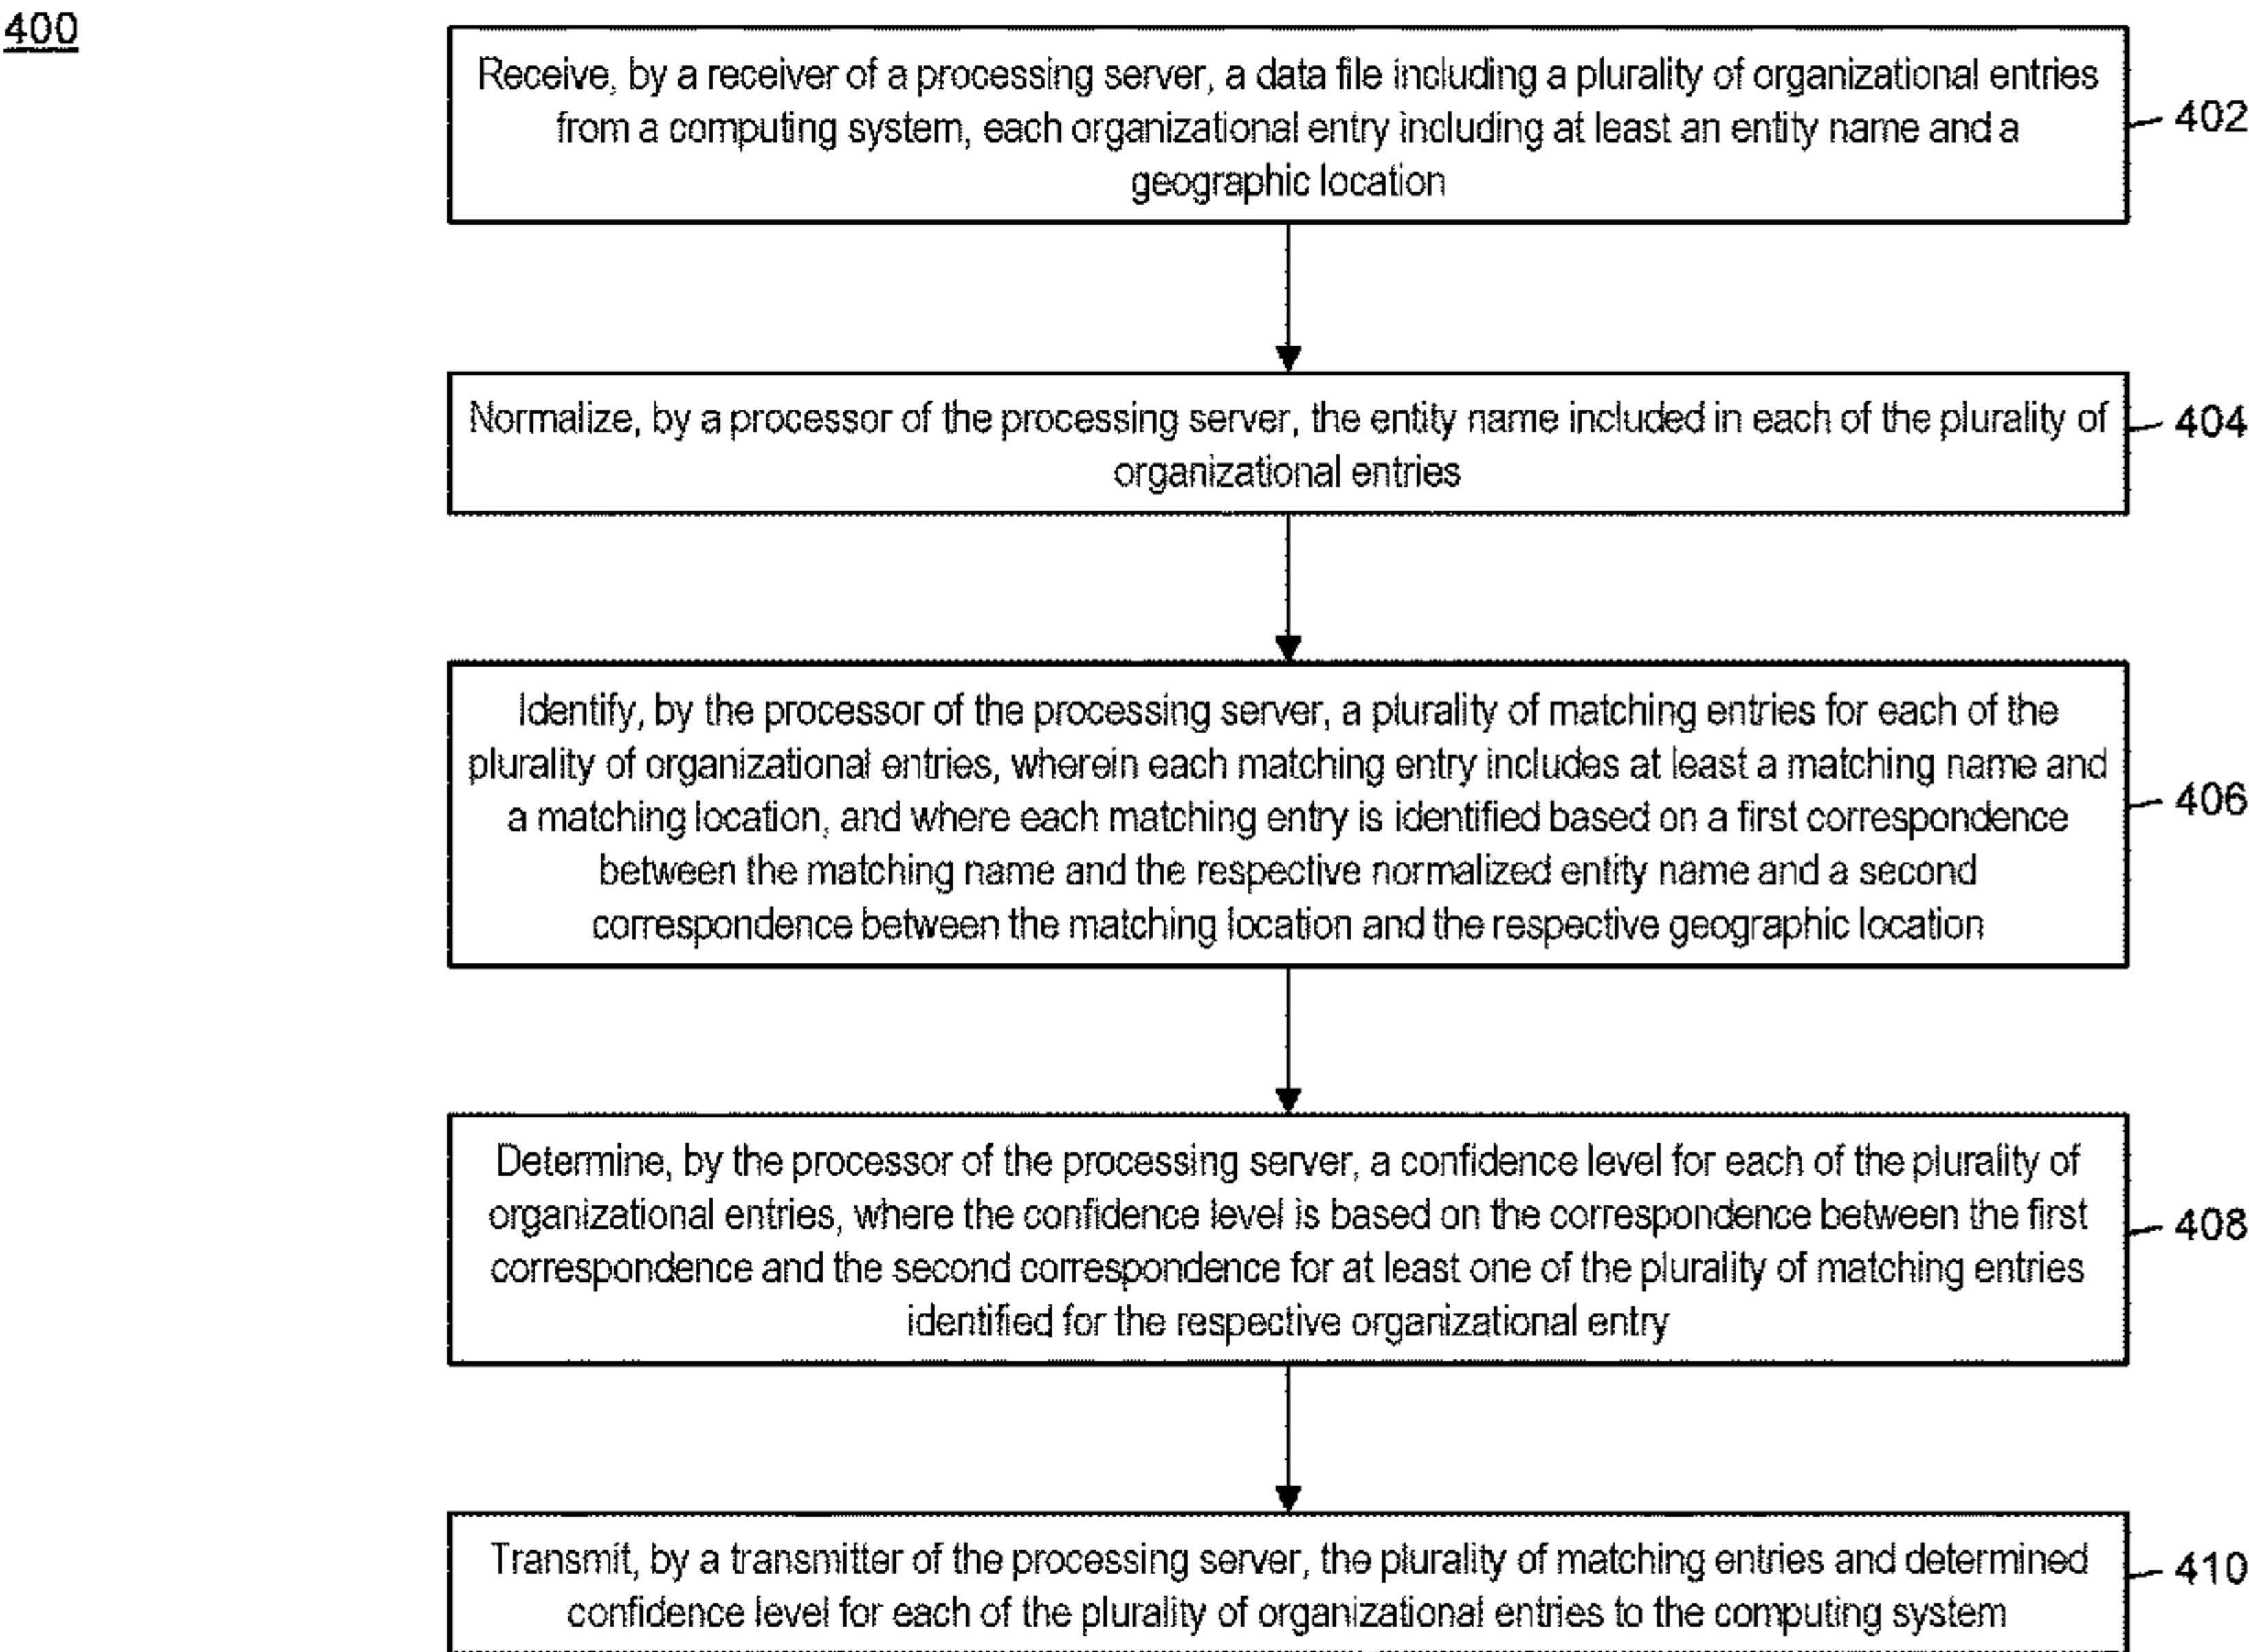 400
Receive, by a receiver of a processing server, a data file including a plurality of organizational entries
from a computing system, each organizational entry including at least an entity name and a
geographic location
402
Normalize, by a processor of the processing server, the entity name included in each of the plurality of
organizational entries
404
Identify, by the processor of the processing server, a plurality of matching entries for each of the
plurality of organizational entries, wherein each matching entry includes at least a matching name and
a matching location, and where each matching entry is identified based on a first correspondence
between the matching name and the respective normalized entity name and a second
correspondence between the matching location and the respective geographic location
406
Determine, by the processor of the processing server, a confidence level for each of the plurality of
organizational entries, where the confidence level is based on the correspondence between the first
correspondence and the second correspondence for at least one of the plurality of matching entries
identified for the respective organizational entry
408
Transmit, by a transmitter of the processing server, the plurality of matching entries and determined
confidence level for each of the plurality of organizational entries to the computing system
410